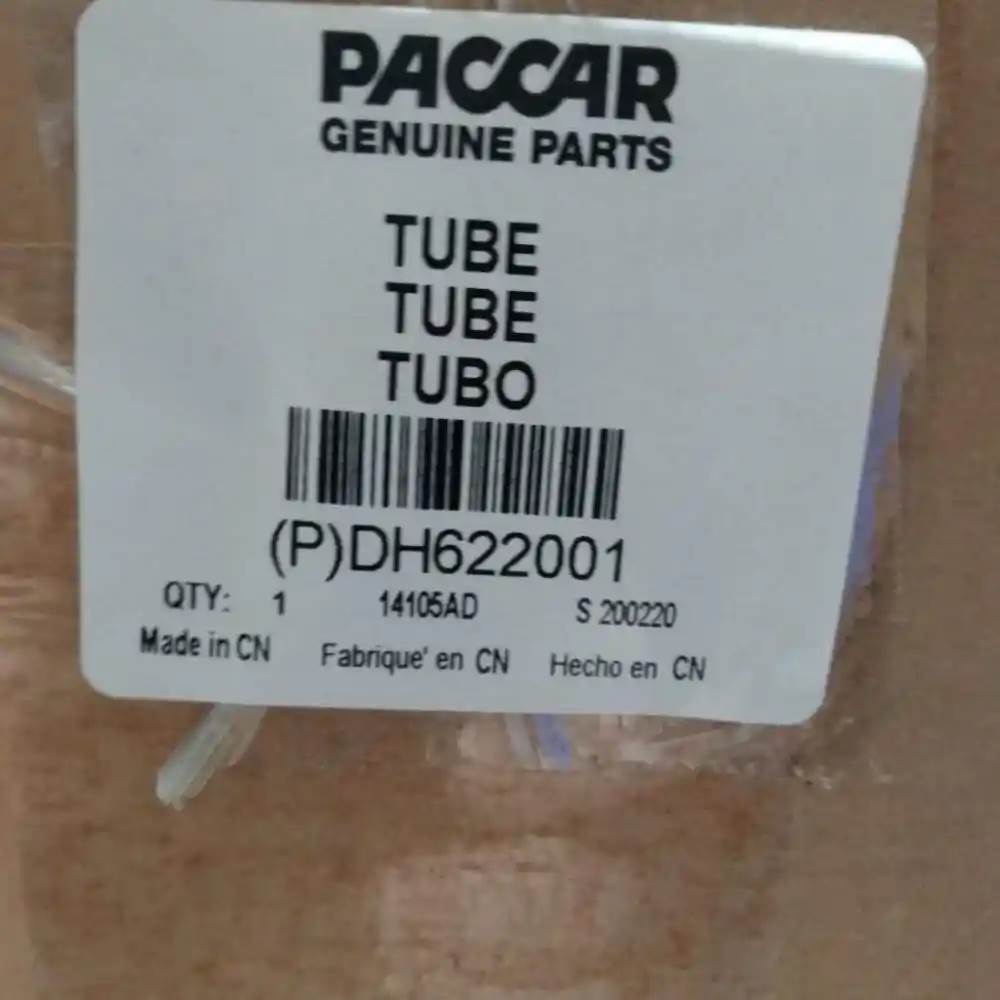 PACCAR
GENUINE PARTS
TUBE
TUBE
TUBO
(P)DH622001
QTY: 1 14105AD S 200220
Made in CN Fabrique' en CN Hecho en CN